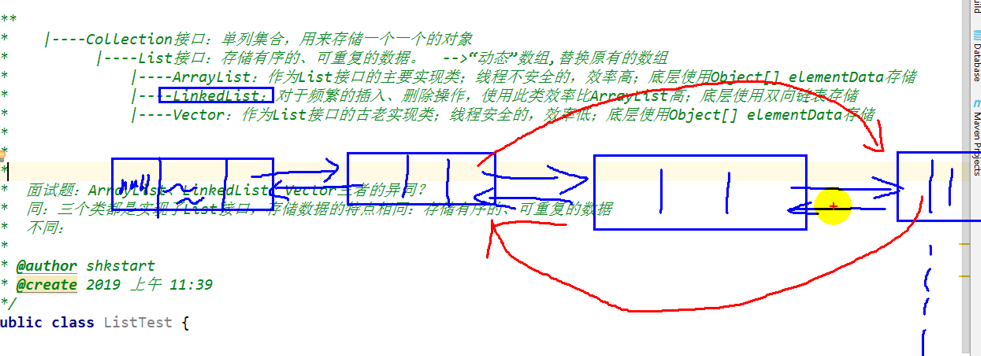 **
* |----Collection接口：单列集合，用来存储一个一个的对象
* |----List接口：存储有序的、可重复的数据。 -->“动态”数组,替换原有的数组
* |----ArrayList：作为List接口的主要实现类；线程不安全的，效率高；底层使用Object[] elementData存储
* |----LinkedList：对于频繁的插入、删除操作，使用此类效率比ArrayList高；底层使用双向链表存储
* |----Vector：作为List接口的古老实现类；线程安全的，效率低；底层使用Object[] elementData存储
*
*
*
null
* 面试题：ArrayList、LinkedList、Vector三者的异同？
* 同：三个类都是实现了List接口，存储数据的特点相同：存储有序的、可重复的数据
* 不同：
*
* @author shkstart
* @create 2019 上午 11:39
*/
ublic class ListTest {
uild
Database
Maven Projects